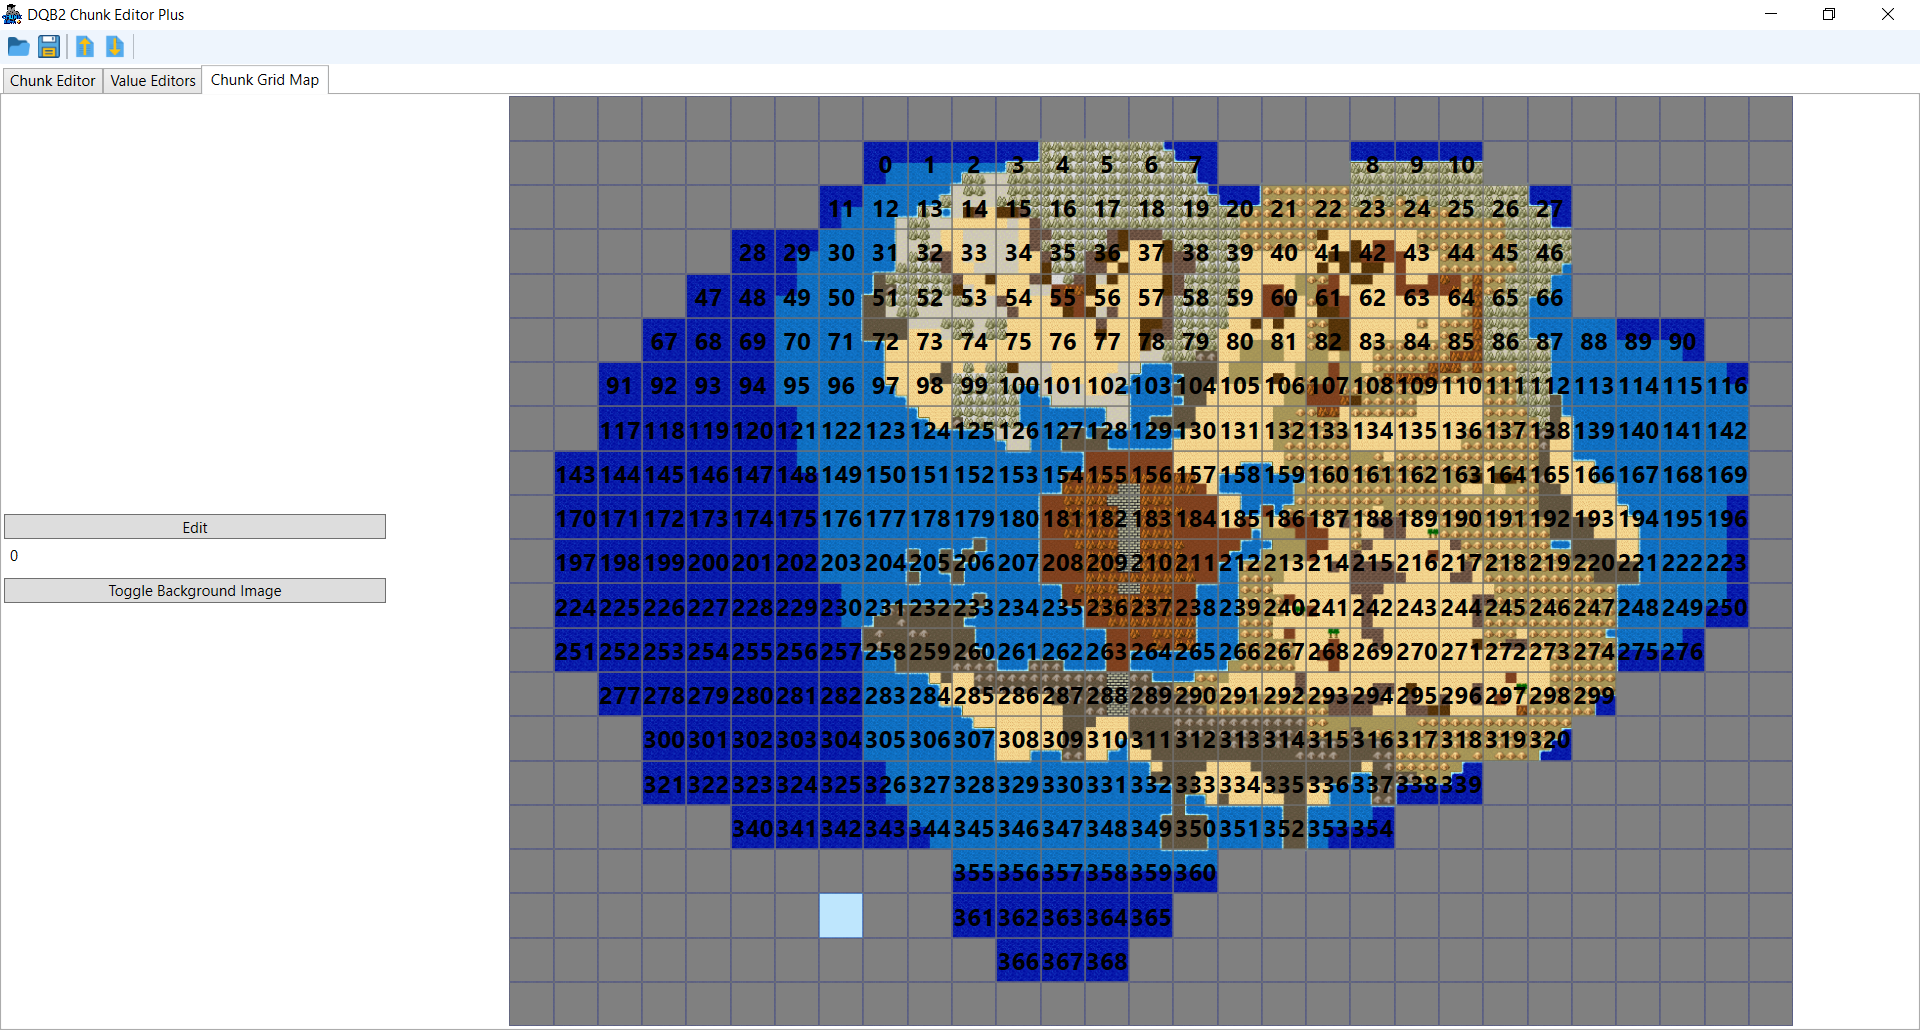 DQB2 Chunk Editor Plus
Chunk Editor Value Editors Chunk Grid Map
0 1 2 3 4 5 6 7 8 9 10
11 12 13 14 15 16 17 18 19 20 21 22 23 24 25 26 27
28 29 30 31 32 33 34 35 36 37 38 39 40 41 42 43 44 45 46
47 48 49 50 51 52 53 54 55 56 57 58 59 60 61 62 63 64 65 66
67 68 69 70 71 72 73 74 75 76 77 78 79 80 81 82 83 84 85 86 87 88 89 90
91 92 93 94 95 96 97 98 99 100 101 102 103 104 105 106 107 108 109 110 111 112 113 114 115 116
117 118 119 120 121 122 123 124 125 126 127 128 129 130 131 132 133 134 135 136 137 138 139 140 141 142
143 144 145 146 147 148 149 150 151 152 153 154 155 156 157 158 159 160 161 162 163 164 165 166 167 168 169
170 171 172 173 174 175 176 177 178 179 180 181 182 183 184 185 186 187 188 189 190 191 192 193 194 195 196
Edit
0
197 198 199 200 201 202 203 204 205 206 207 208 209 210 211 212 213 214 215 216 217 218 219 220 221 222 223
Toggle Background Image
224 225 226 227 228 229 230 231 232 233 234 235 236 237 238 239 240 241 242 243 244 245 246 247 248 249 250
251 252 253 254 255 256 257 258 259 260 261 262 263 264 265 266 267 268 269 270 271 272 273 274 275 276
277 278 279 280 281 282 283 284 285 286 287 288 289 290 291 292 293 294 295 296 297 298 299
300 301 302 303 304 305 306 307 308 309 310 311 312 313 314 315 316 317 318 319 320
321 322 323 324 325 326 327 328 329 330 331 332 333 334 335 336 337 338 339
340 341 342 343 344 345 346 347 348 349 350 351 352 353 354
355 356 357 358 359 360
361 362 363 364 365
366 367 368